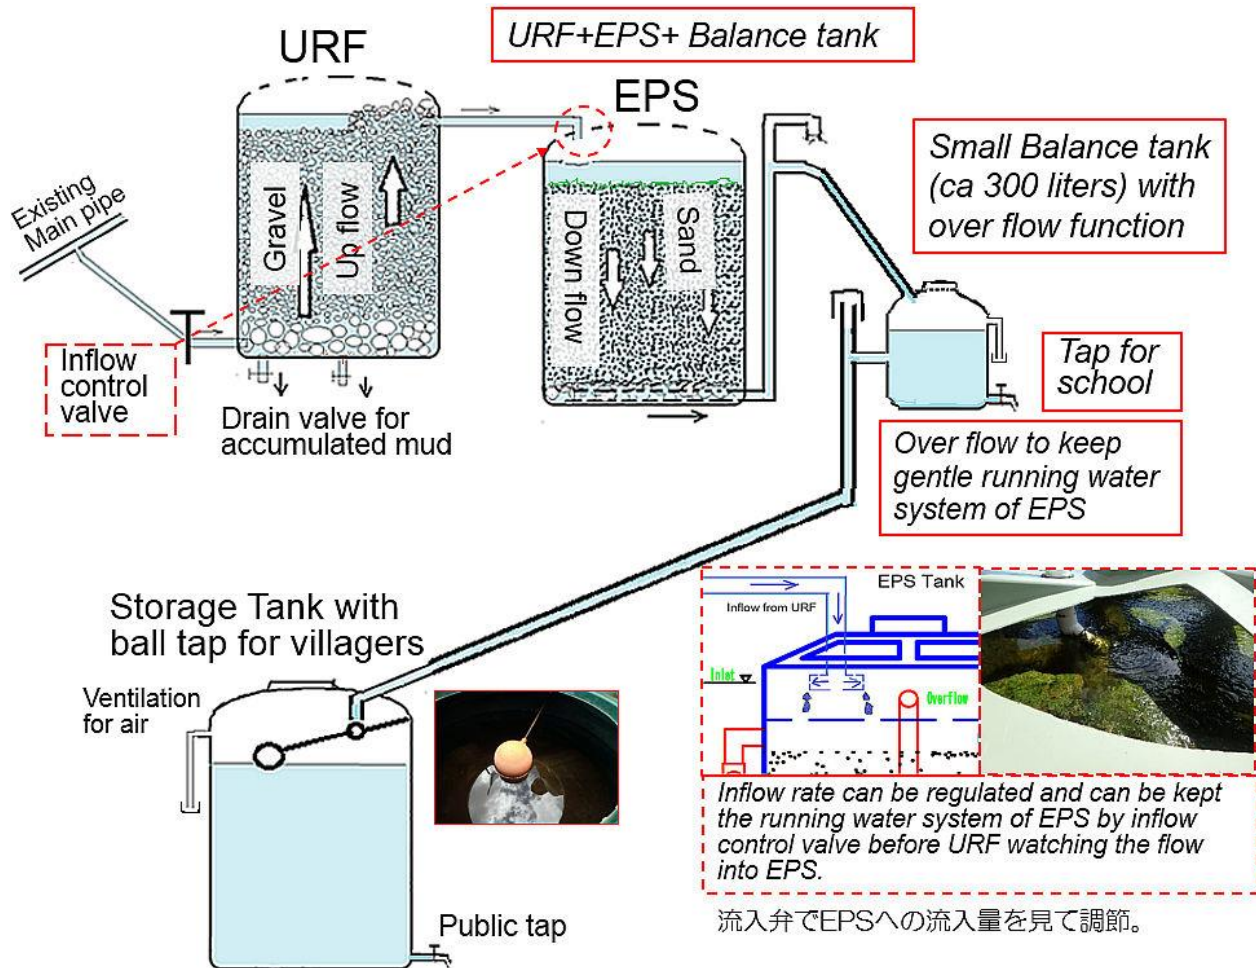 URF+EPS+ Balance tank
URF
EPS
Small Balance tank
(ca 300 liters) with
over flow function
Existing
Main pipe
Gravel
Up flow
Down flow
Sand
Inflow
control
valve
Drain valve for
accumulated mud
Tap for
school
Over flow to keep
gentle running water
system of EPS
Storage Tank with
ball tap for villagers
Ventilation
for air
Public tap
EPS Tank
Inflow from URF
Inlet
Overflow
Inflow rate can be regulated and can be kept
the running water system of EPS by inflow
control valve before URF watching the flow
into EPS.
流入弁でEPSへの流入量を見て調節。